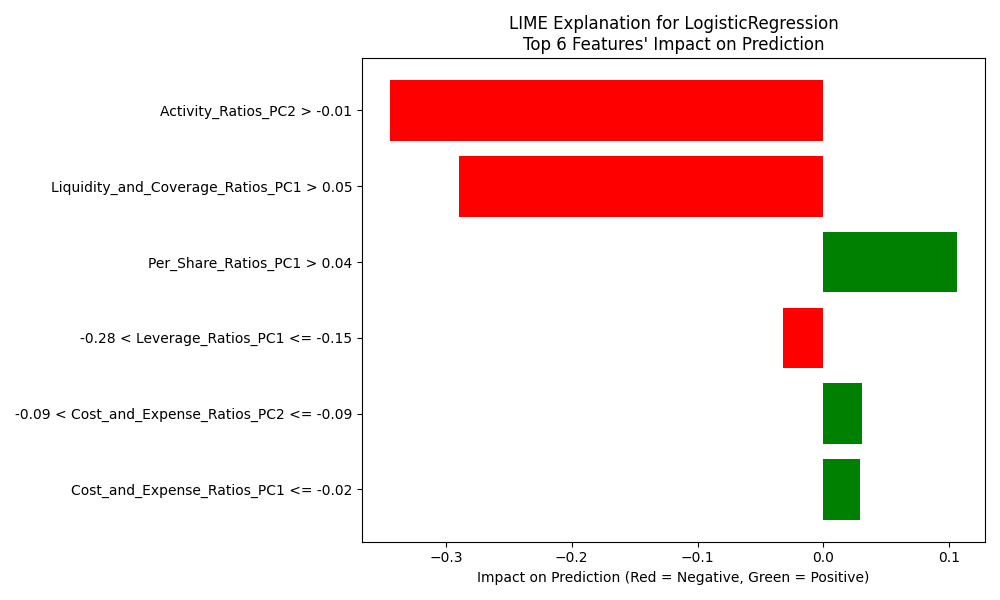 LIME Explanation for LogisticRegression
Top 6 Features' Impact on Prediction
Activity_Ratios_PC2 > -0.01
Liquidity_and_Coverage_Ratios_PC1 > 0.05
Per_Share_Ratios_PC1 > 0.04
-0.28 < Leverage_Ratios_PC1 <= -0.15
-0.09 < Cost_and_Expense_Ratios_PC2 <= -0.09
Cost_and_Expense_Ratios_PC1 <= -0.02
−0.3 −0.2 −0.1 0.0 0.1
Impact on Prediction (Red = Negative, Green = Positive)